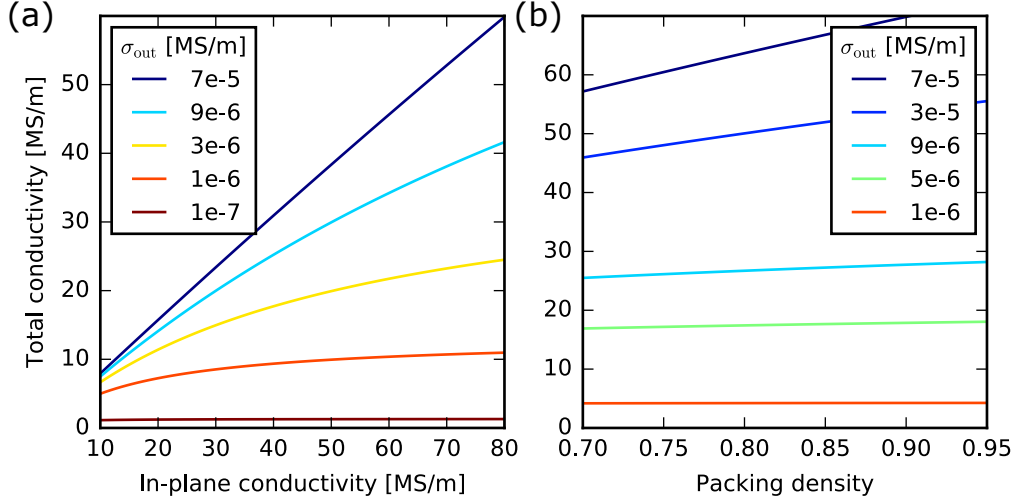 (a)
σout [MS/m]
7e-5
9e-6
3e-6
1e-6
1e-7
Total conductivity [MS/m]
0
10
20
30
40
50
10 20 30 40 50 60 70 80
In-plane conductivity [MS/m]
(b)
σout [MS/m]
7e-5
3e-5
9e-6
5e-6
1e-6
0
10
20
30
40
50
60
0.70 0.75 0.80 0.85 0.90 0.95
Packing density